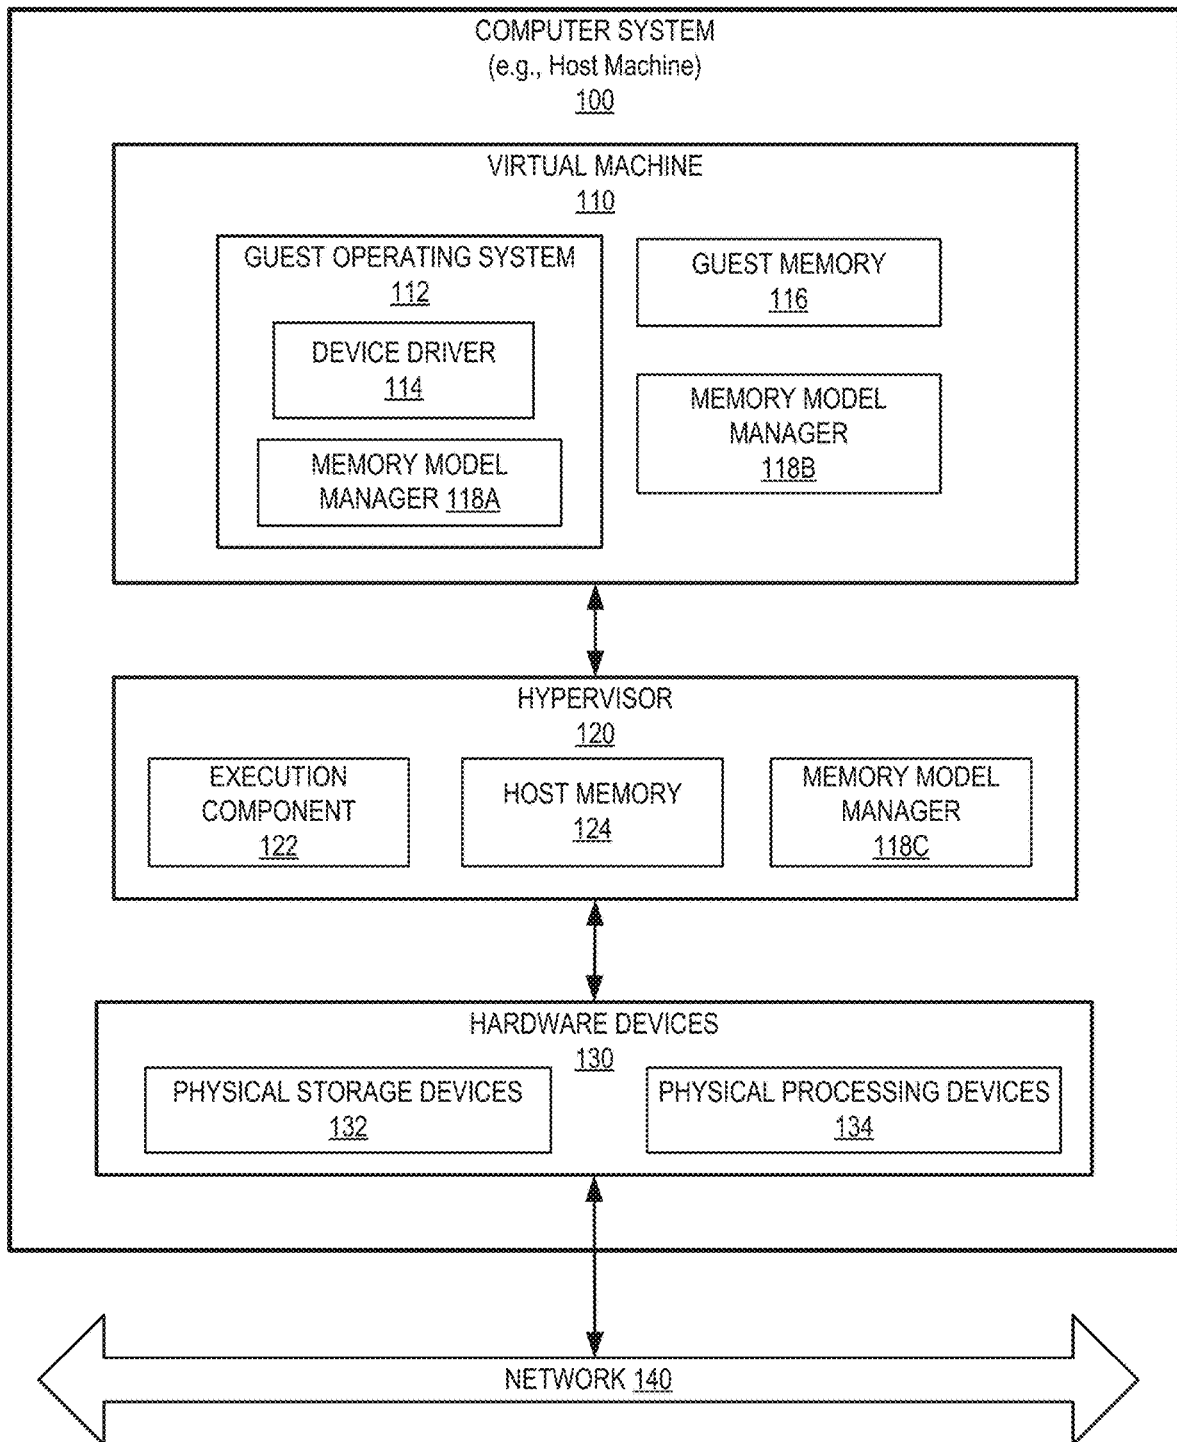 COMPUTER SYSTEM
(e.g., Host Machine)
100
VIRTUAL MACHINE
110
GUEST OPERATING SYSTEM
112
DEVICE DRIVER
114
MEMORY MODEL
MANAGER 118A
GUEST MEMORY
116
MEMORY MODEL
MANAGER
118B
HYPERVISOR
120
EXECUTION
COMPONENT
122
HOST MEMORY
124
MEMORY MODEL
MANAGER
118C
HARDWARE DEVICES
130
PHYSICAL STORAGE DEVICES
132
PHYSICAL PROCESSING DEVICES
134
NETWORK 140